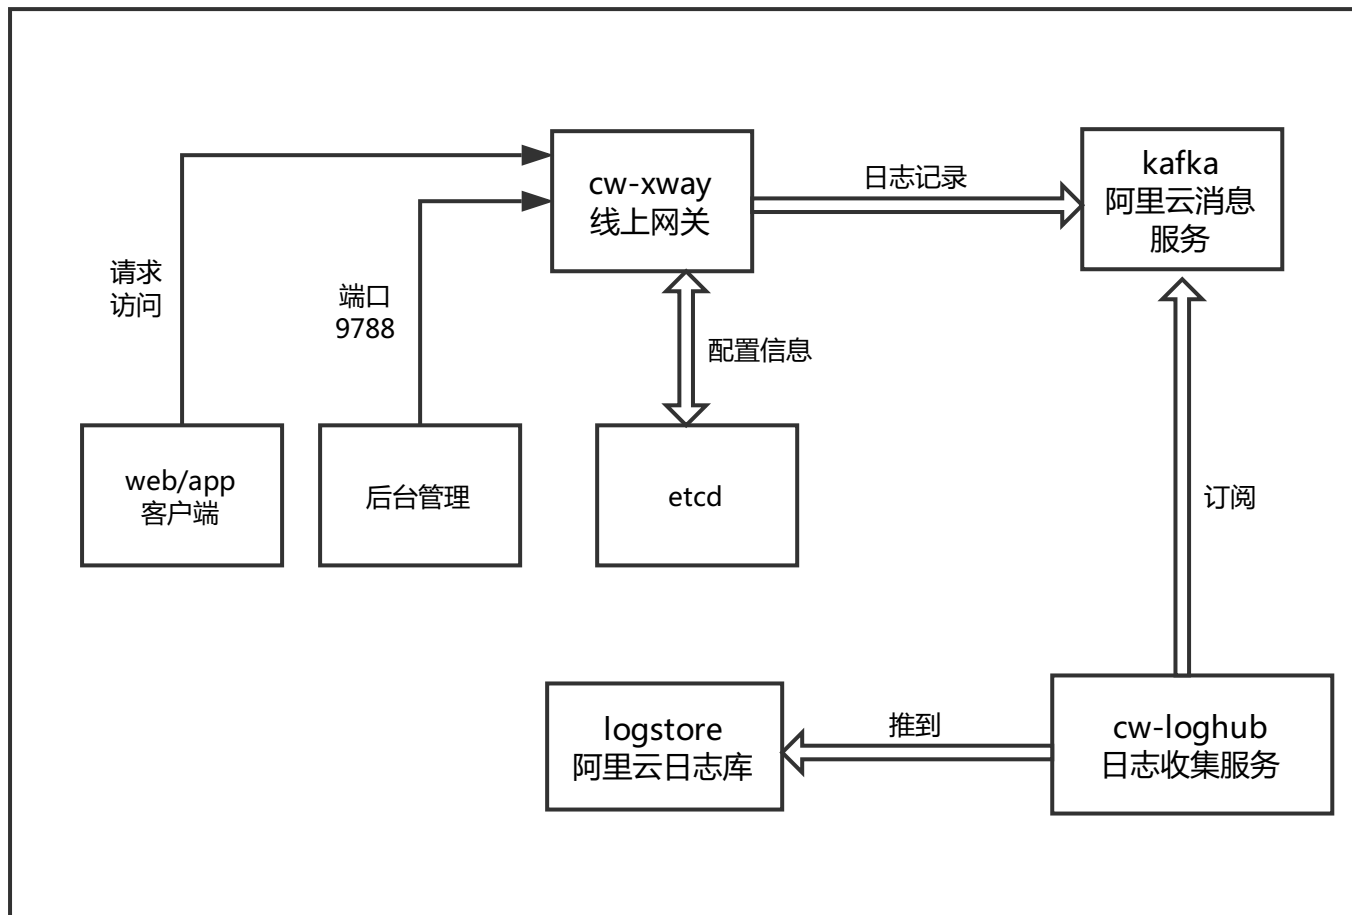 cw-xway
线上网关
日志记录
kafka
阿里云消息
服务
请求
访问
端口
9788
配置信息
web/app
客户端
后台管理
etcd
订阅
logstore
阿里云日志库
推到
cw-loghub
日志收集服务